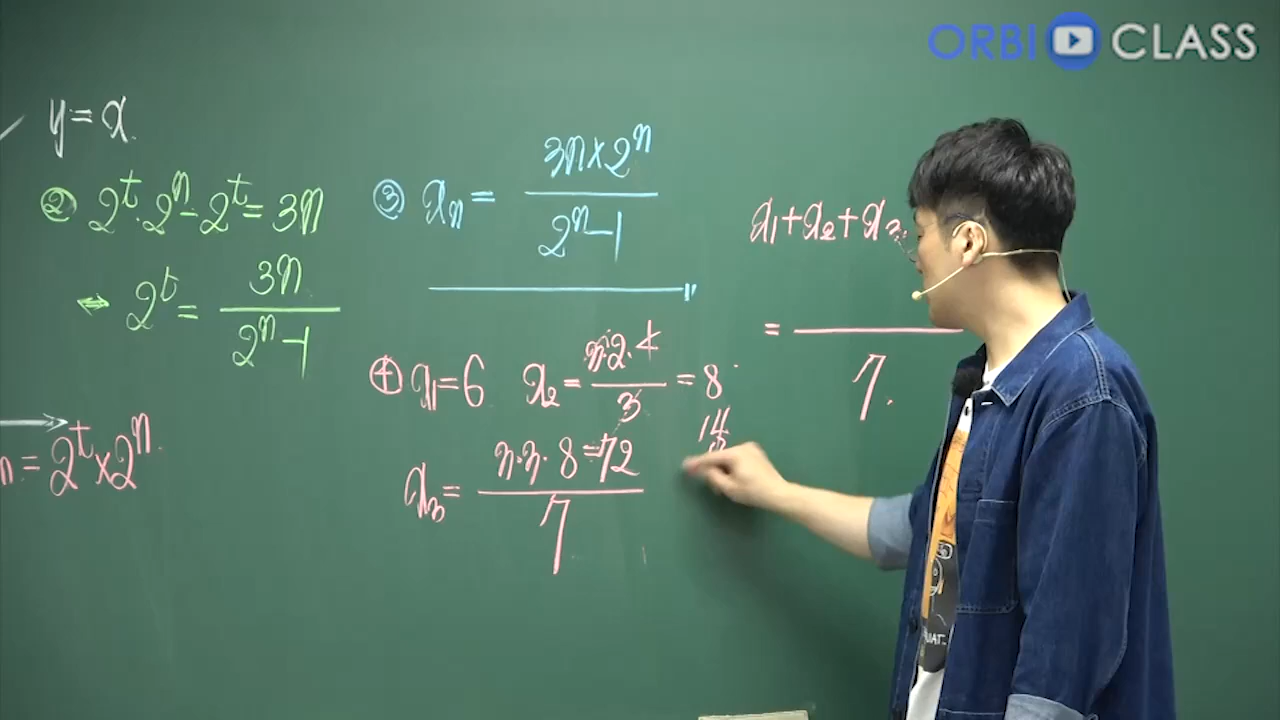 ORBI CLASS
y = x.
② 2^t · 2^n - 2^t = 3n
⇔ 2^t = 3n / (2^n - 1)
n = 2^t × 2^n
③ x_n = (3n × 2^n) / (2^n - 1)
④ x_1 = 6 x_2 = (3 · 2 · 4) / 3 = 8
x_3 = (3 · 3 · 8 = 72) / 7
14
x_1 + x_2 + x_3
= / 7